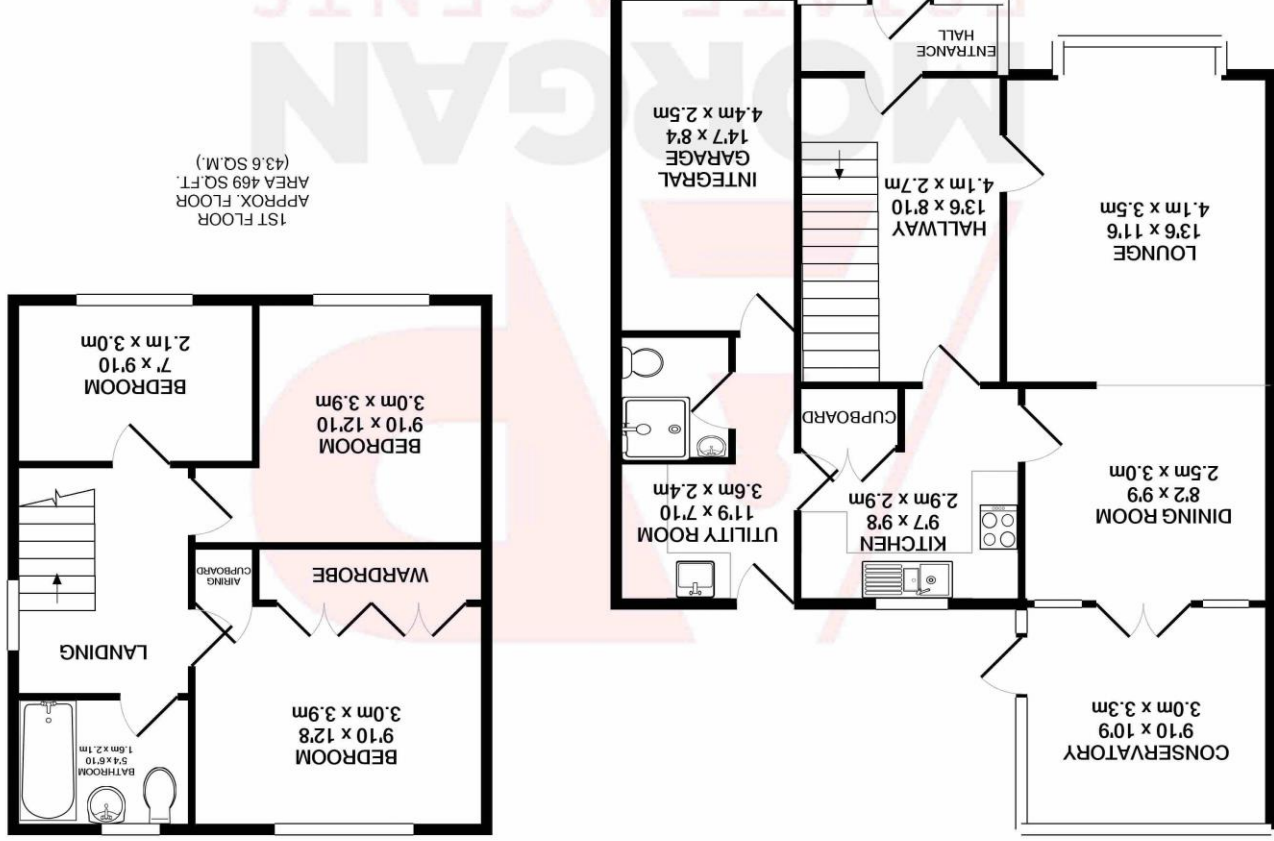 CONSERVATORY
9'10 x 10'9
3.0m x 3.3m
DINING ROOM
8'2 x 9'9
2.5m x 3.0m
KITCHEN
9'7 x 9'8
2.9m x 2.9m
UTILITY ROOM
11'9 x 7'10
3.6m x 2.4m
CUPBOARD
LOUNGE
13'6 x 11'6
4.1m x 3.5m
HALLWAY
13'6 x 8'10
4.1m x 2.7m
INTEGRAL
GARAGE
14'7 x 8'4
4.4m x 2.5m
ENTRANCE
HALL
BEDROOM
9'10 x 12'8
3.0m x 3.9m
BATHROOM
5'4 x 6'10
1.6m x 2.1m
LANDING
WARDROBE
AIRING
CUPBOARD
BEDROOM
9'10 x 12'10
3.0m x 3.9m
BEDROOM
7' x 9'10
2.1m x 3.0m
1ST FLOOR
APPROX. FLOOR
AREA 469 SQ.FT.
(43.6 SQ.M.)
MORGAN
ESTATE AGENTS